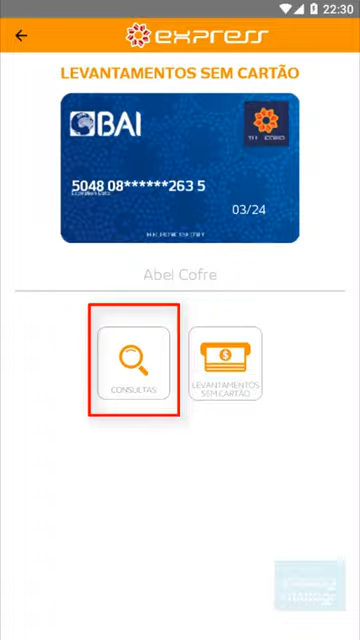 22:30
express
LEVANTAMENTOS SEM CARTÃO
BAI
5048 08******263 5
03/24
Abel Cofre
CONSULTAS
LEVANTAMENTOS
SEM CARTÃO